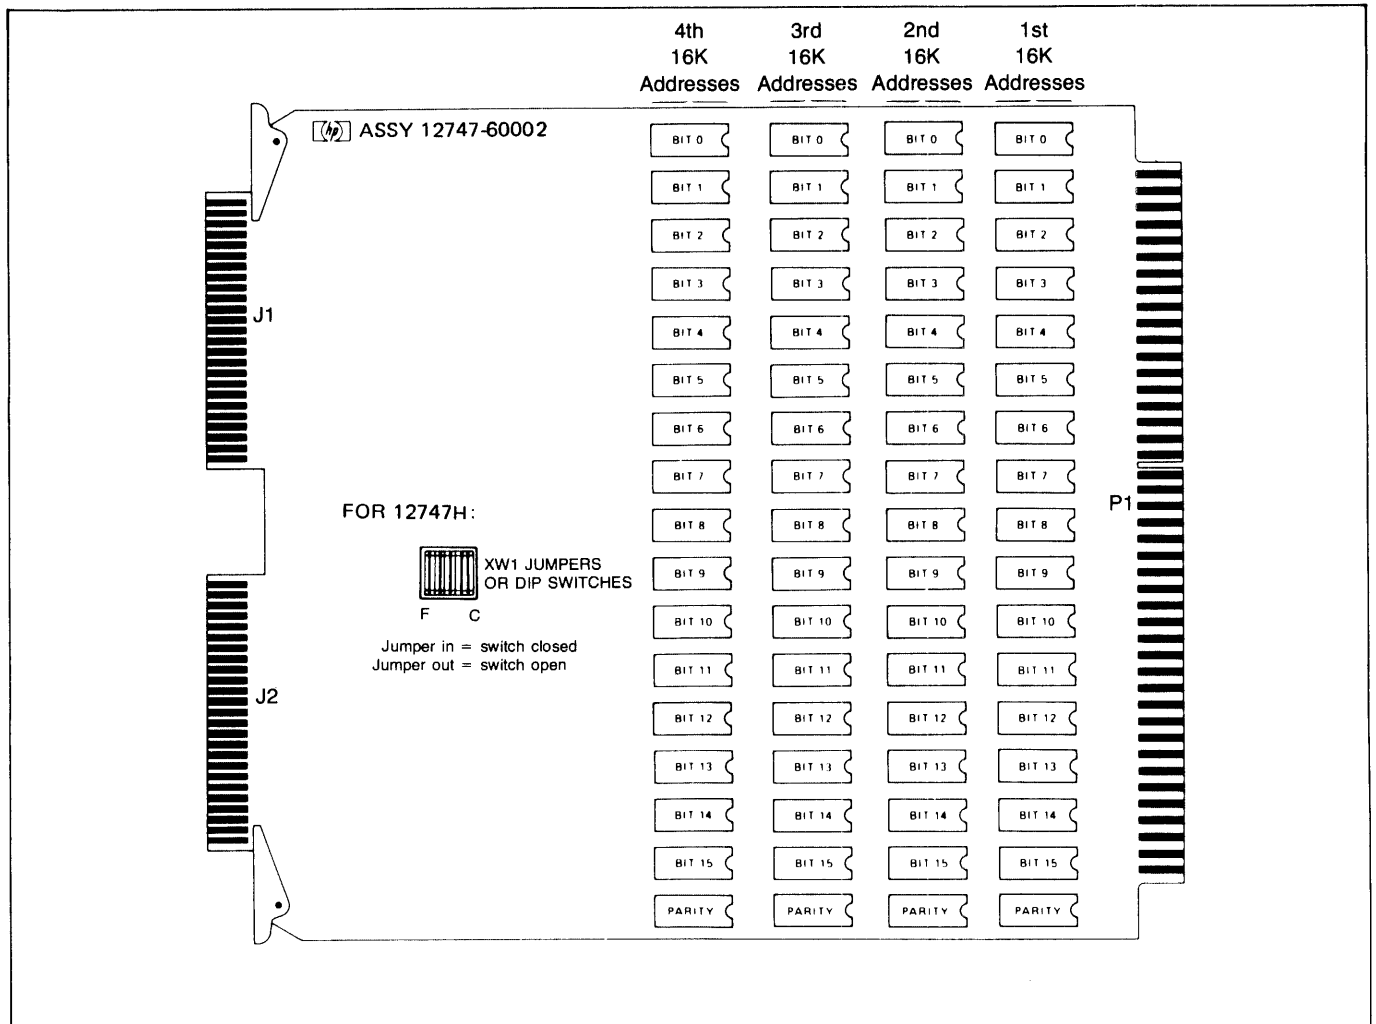 4th 3rd 2nd 1st
16K 16K 16K 16K
Addresses Addresses Addresses Addresses
hp ASSY 12747-60002
BIT 0 BIT 0 BIT 0 BIT 0
BIT 1 BIT 1 BIT 1 BIT 1
BIT 2 BIT 2 BIT 2 BIT 2
BIT 3 BIT 3 BIT 3 BIT 3
J1
BIT 4 BIT 4 BIT 4 BIT 4
BIT 5 BIT 5 BIT 5 BIT 5
BIT 6 BIT 6 BIT 6 BIT 6
BIT 7 BIT 7 BIT 7 BIT 7
P1
FOR 12747H:
BIT 8 BIT 8 BIT 8 BIT 8
XW1 JUMPERS
OR DIP SWITCHES
BIT 9 BIT 9 BIT 9 BIT 9
F C
BIT 10 BIT 10 BIT 10 BIT 10
Jumper in = switch closed
Jumper out = switch open
BIT 11 BIT 11 BIT 11 BIT 11
J2
BIT 12 BIT 12 BIT 12 BIT 12
BIT 13 BIT 13 BIT 13 BIT 13
BIT 14 BIT 14 BIT 14 BIT 14
BIT 15 BIT 15 BIT 15 BIT 15
PARITY PARITY PARITY PARITY